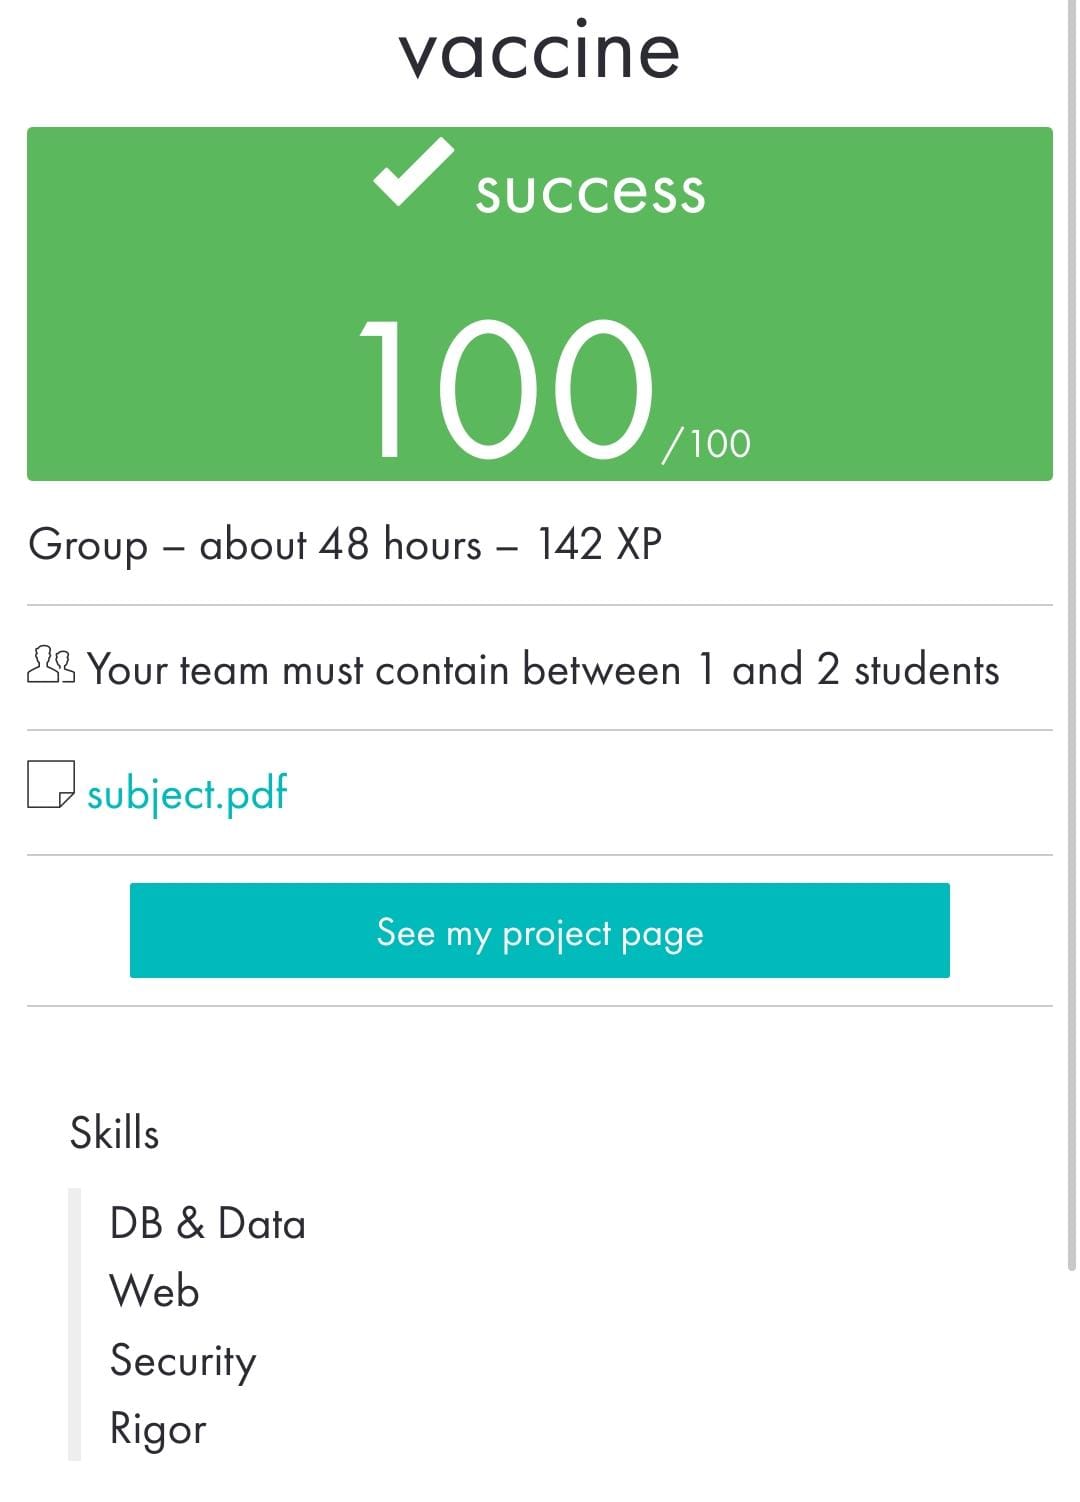 vaccine
success
100/100
Group – about 48 hours – 142 XP
Your team must contain between 1 and 2 students
subject.pdf
See my project page
Skills
DB & Data
Web
Security
Rigor